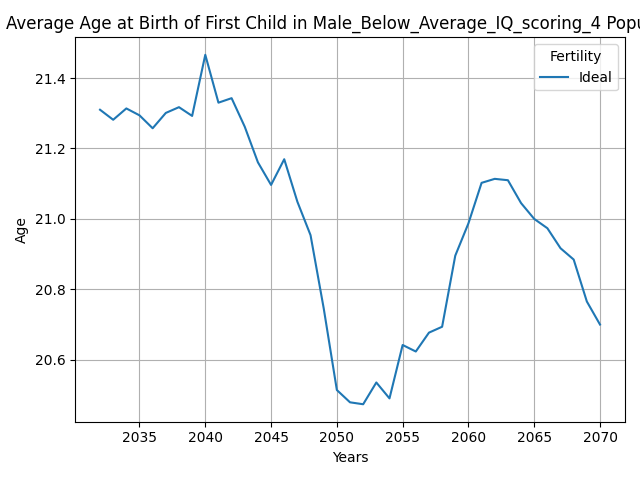 Average Age at Birth of First Child in Male_Below_Average_IQ_scoring_4 Popu
Fertility
Ideal
21.4
21.2
21.0
20.8
20.6
Age
2035 2040 2045 2050 2055 2060 2065 2070
Years